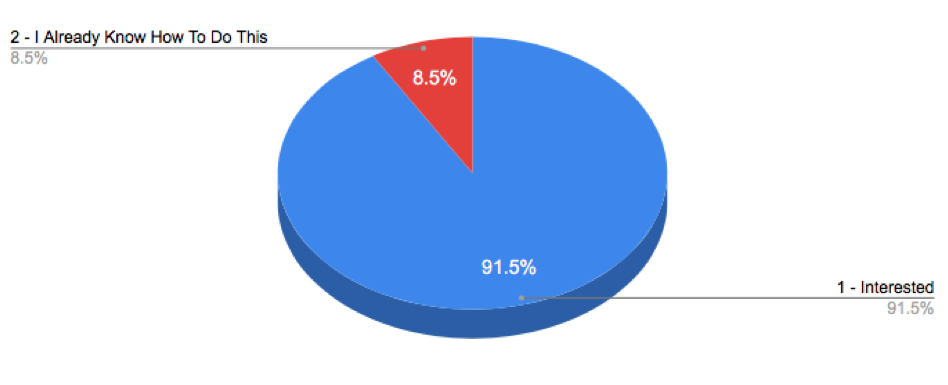 2 - I Already Know How To Do This
8.5%
8.5%
91.5%
1 - Interested
91.5%